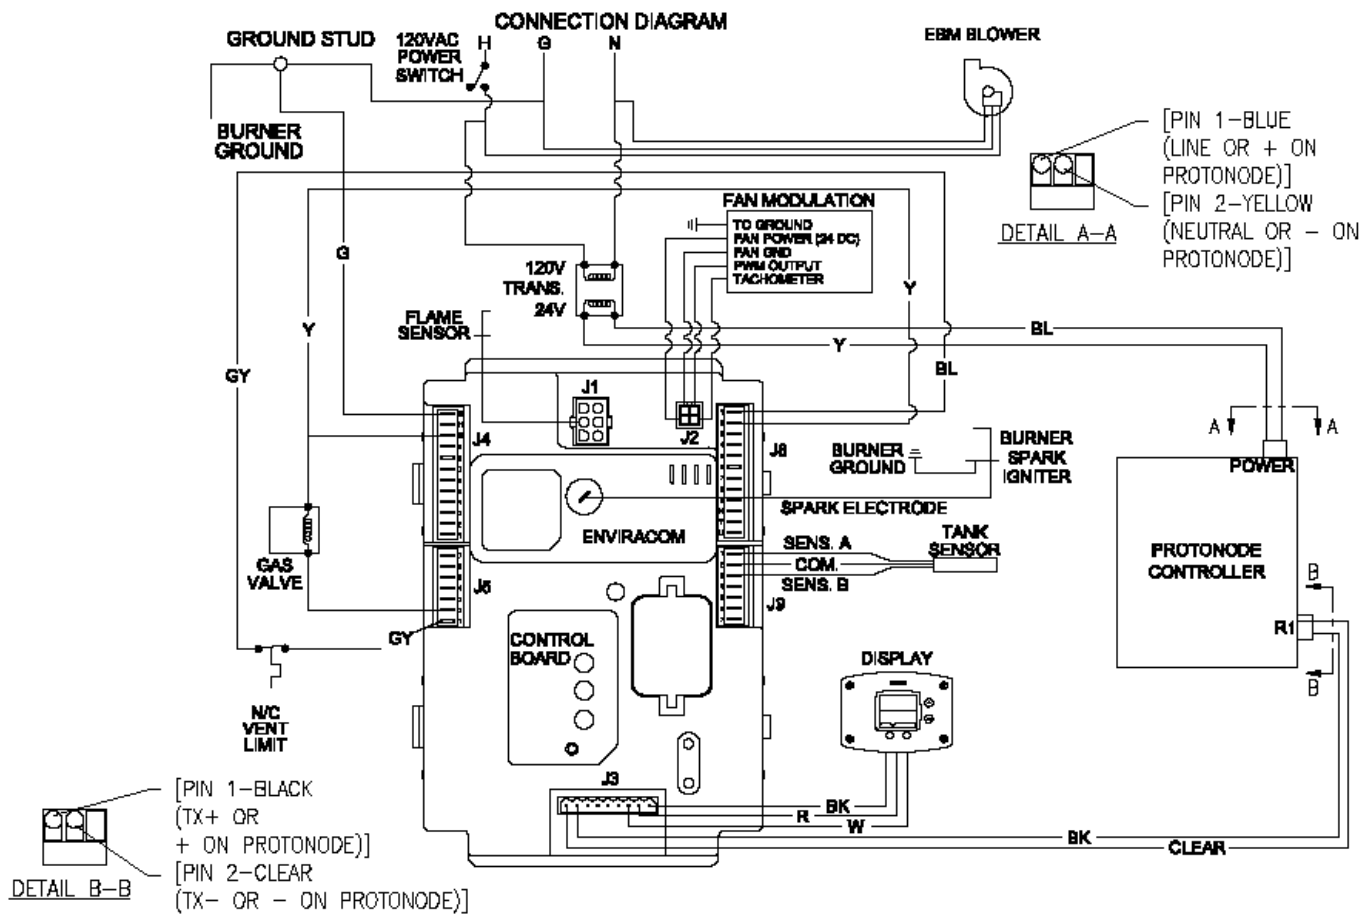 CONNECTION DIAGRAM
GROUND STUD
120VAC
POWER
SWITCH
H
G
N
EBM BLOWER
BURNER
GROUND
[PIN 1-BLUE
(LINE OR + ON
PROTONODE)]
[PIN 2-YELLOW
(NEUTRAL OR - ON
PROTONODE)]
DETAIL A-A
FAN MODULATION
TO GROUND
FAN POWER (24 DC)
FAN GND
PWM OUTPUT
TACHOMETER
G
120V
TRANS.
24V
Y
FLAME
SENSOR
Y
BL
Y
GY
BL
J1
J2
J4
J8
A
A
BURNER
GROUND
BURNER
SPARK
IGNITER
POWER
SPARK ELECTRODE
ENVIRACOM
GAS
VALVE
SENS. A
COM.
SENS. B
TANK
SENSOR
PROTONODE
CONTROLLER
B
J5
J9
R1
GY
CONTROL
BOARD
DISPLAY
B
N/C
VENT
LIMIT
J3
BK
R
W
BK
CLEAR
[PIN 1-BLACK
(TX+ OR
+ ON PROTONODE)]
[PIN 2-CLEAR
(TX- OR - ON PROTONODE)]
DETAIL B-B